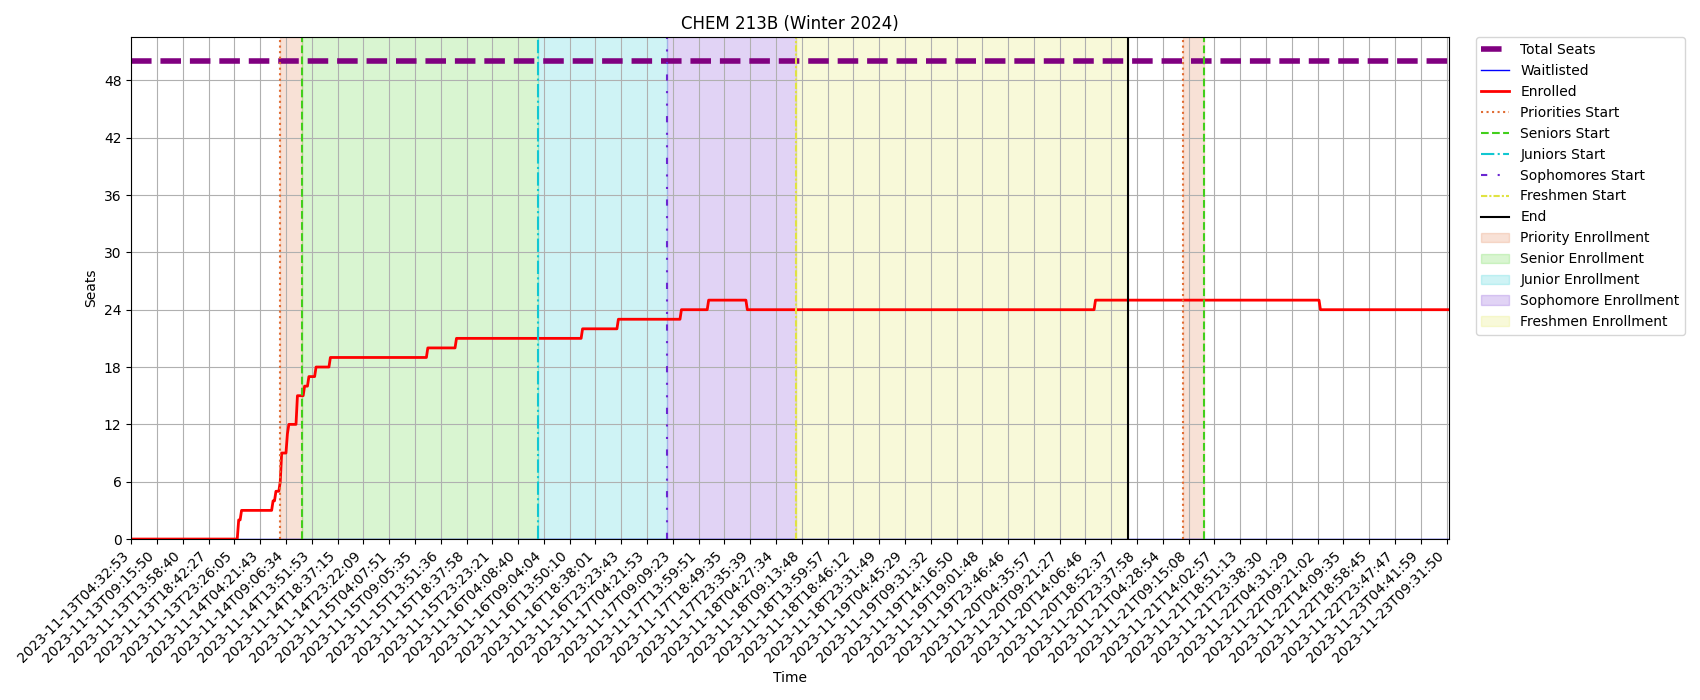 CHEM 213B (Winter 2024)
Seats
48
42
36
30
24
18
12
6
0
2023-11-13T04:32:53
2023-11-13T09:15:50
2023-11-13T13:58:40
2023-11-13T18:42:27
2023-11-13T23:26:05
2023-11-14T04:21:43
2023-11-14T09:06:34
2023-11-14T13:51:53
2023-11-14T18:37:15
2023-11-14T23:22:09
2023-11-15T04:07:51
2023-11-15T09:05:35
2023-11-15T13:51:36
2023-11-15T18:37:58
2023-11-15T23:23:21
2023-11-16T04:08:40
2023-11-16T09:04:04
2023-11-16T13:50:10
2023-11-16T18:38:01
2023-11-16T23:23:43
2023-11-17T04:21:53
2023-11-17T09:09:23
2023-11-17T13:59:51
2023-11-17T18:49:35
2023-11-17T23:35:39
2023-11-18T04:27:34
2023-11-18T09:13:48
2023-11-18T13:59:57
2023-11-18T18:46:12
2023-11-18T23:31:49
2023-11-19T04:45:29
2023-11-19T09:31:32
2023-11-19T14:16:50
2023-11-19T19:01:48
2023-11-19T23:46:46
2023-11-20T04:35:57
2023-11-20T09:21:27
2023-11-20T14:06:46
2023-11-20T18:52:37
2023-11-20T23:37:58
2023-11-21T04:28:54
2023-11-21T09:15:08
2023-11-21T14:02:57
2023-11-21T18:51:13
2023-11-21T23:38:30
2023-11-22T04:31:29
2023-11-22T09:21:02
2023-11-22T14:09:35
2023-11-22T18:58:45
2023-11-22T23:47:47
2023-11-23T04:41:59
2023-11-23T09:31:50
Time
Total Seats
Waitlisted
Enrolled
Priorities Start
Seniors Start
Juniors Start
Sophomores Start
Freshmen Start
End
Priority Enrollment
Senior Enrollment
Junior Enrollment
Sophomore Enrollment
Freshmen Enrollment